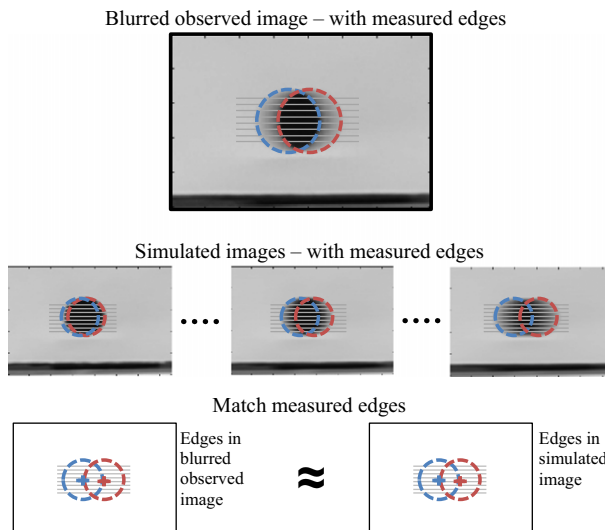 Blurred observed image – with measured edges
Simulated images – with measured edges
Match measured edges
Edges in
blurred
observed
image
≈
Edges in
simulated
image